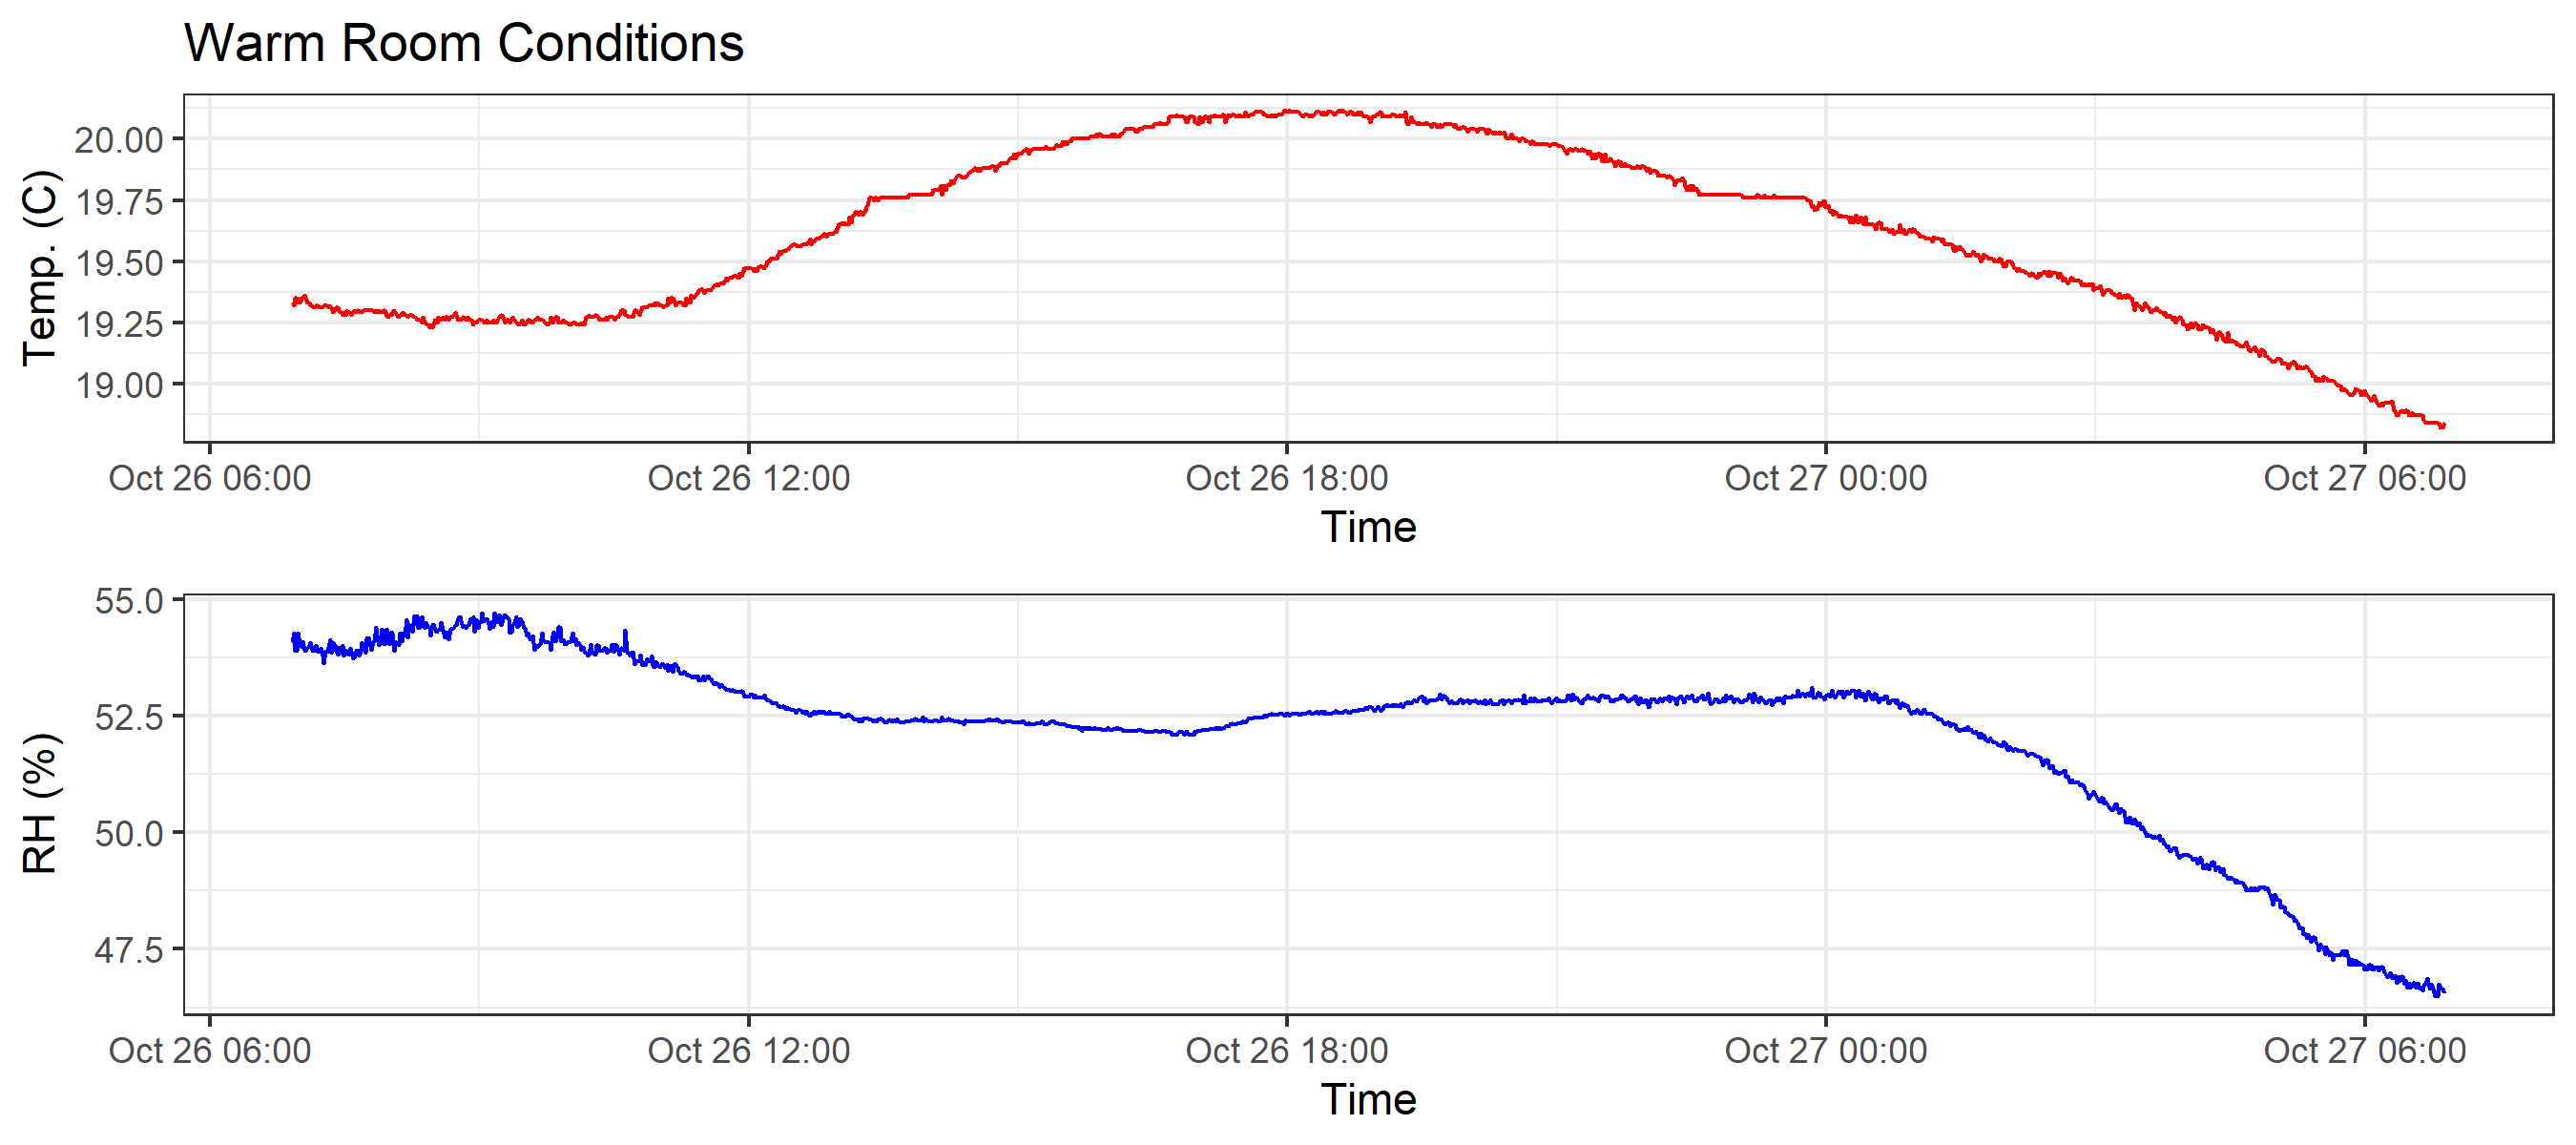 Warm Room Conditions
Temp. (C)
20.00
19.75
19.50
19.25
19.00
Oct 26 06:00 Oct 26 12:00 Oct 26 18:00 Oct 27 00:00 Oct 27 06:00
Time
RH (%)
55.0
52.5
50.0
47.5
Oct 26 06:00 Oct 26 12:00 Oct 26 18:00 Oct 27 00:00 Oct 27 06:00
Time